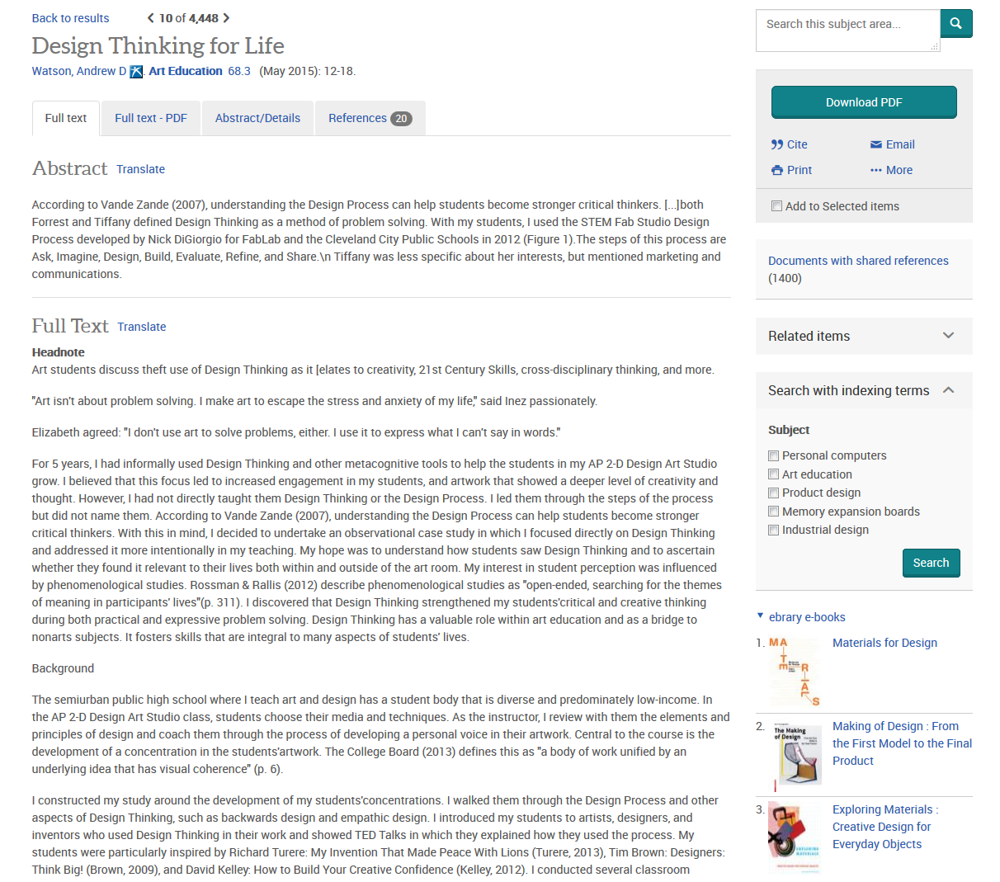 Back to results
10 of 4,448
Design Thinking for Life
Watson, Andrew D. Art Education 68.3 (May 2015): 12-18.
Full text
Full text - PDF
Abstract/Details
References 20
Abstract Translate
According to Vande Zande (2007), understanding the Design Process can help students become stronger critical thinkers. [...]both
Forrest and Tiffany defined Design Thinking as a method of problem solving. With my students, I used the STEM Fab Studio Design
Process developed by Nick DiGiorgio for FabLab and the Cleveland City Public Schools in 2012 (Figure 1).The steps of this process are
Ask, Imagine, Design, Build, Evaluate, Refine, and Share.\n Tiffany was less specific about her interests, but mentioned marketing and
communications.
Full Text Translate
Headnote
Art students discuss theft use of Design Thinking as it [elates to creativity, 21st Century Skills, cross-disciplinary thinking, and more.
"Art isn't about problem solving. I make art to escape the stress and anxiety of my life," said Inez passionately.
Elizabeth agreed: "I don't use art to solve problems, either. I use it to express what I can't say in words."
For 5 years, I had informally used Design Thinking and other metacognitive tools to help the students in my AP 2-D Design Art Studio
grow. I believed that this focus led to increased engagement in my students, and artwork that showed a deeper level of creativity and
thought. However, I had not directly taught them Design Thinking or the Design Process. I led them through the steps of the process
but did not name them. According to Vande Zande (2007), understanding the Design Process can help students become stronger
critical thinkers. With this in mind, I decided to undertake an observational case study in which I focused directly on Design Thinking
and addressed it more intentionally in my teaching. My hope was to understand how students saw Design Thinking and to ascertain
whether they found it relevant to their lives both within and outside of the art room. My interest in student perception was influenced
by phenomenological studies. Rossman & Rallis (2012) describe phenomenological studies as "open-ended, searching for the themes
of meaning in participants' lives"(p. 311). I discovered that Design Thinking strengthened my students'critical and creative thinking
during both practical and expressive problem solving. Design Thinking has a valuable role within art education and as a bridge to
nonarts subjects. It fosters skills that are integral to many aspects of students' lives.
Background
The semiurban public high school where I teach art and design has a student body that is diverse and predominately low-income. In
the AP 2-D Design Art Studio class, students choose their media and techniques. As the instructor, I review with them the elements and
principles of design and coach them through the process of developing a personal voice in their artwork. Central to the course is the
development of a concentration in the students'artwork. The College Board (2013) defines this as "a body of work unified by an
underlying idea that has visual coherence" (p. 6).
I constructed my study around the development of my students'concentrations. I walked them through the Design Process and other
aspects of Design Thinking, such as backwards design and empathic design. I introduced my students to artists, designers, and
inventors who used Design Thinking in their work and showed TED Talks in which they explained how they used the process. My
students were particularly inspired by Richard Turere: My Invention That Made Peace With Lions (Turere, 2013), Tim Brown: Designers:
Think Big! (Brown, 2009), and David Kelley: How to Build Your Creative Confidence (Kelley, 2012). I conducted several classroom
Search this subject area...
Download PDF
Cite
Email
Print
More
Add to Selected items
Documents with shared references
(1400)
Related items
Search with indexing terms
Subject
Personal computers
Art education
Product design
Memory expansion boards
Industrial design
Search
ebrary e-books
1. Materials for Design
MATERIALS
2. Making of Design : From
the First Model to the Final
Product
The Making
of Design
3. Exploring Materials :
Creative Design for
Everyday Objects
EXPLORING
MATERIALS